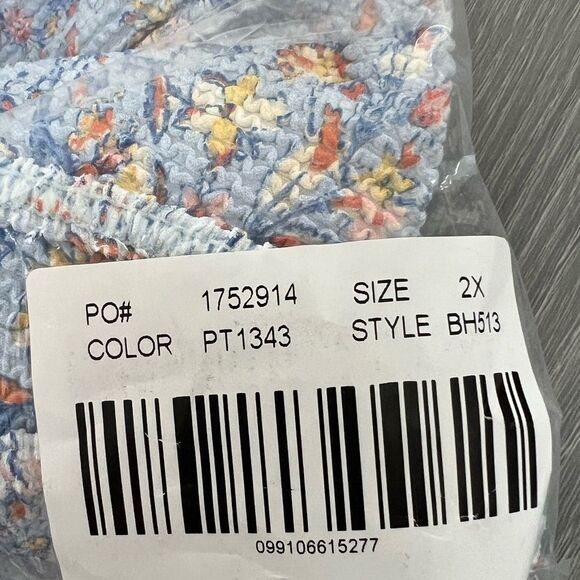 PO# 1752914 SIZE 2X
COLOR PT1343 STYLE BH513
099106615277